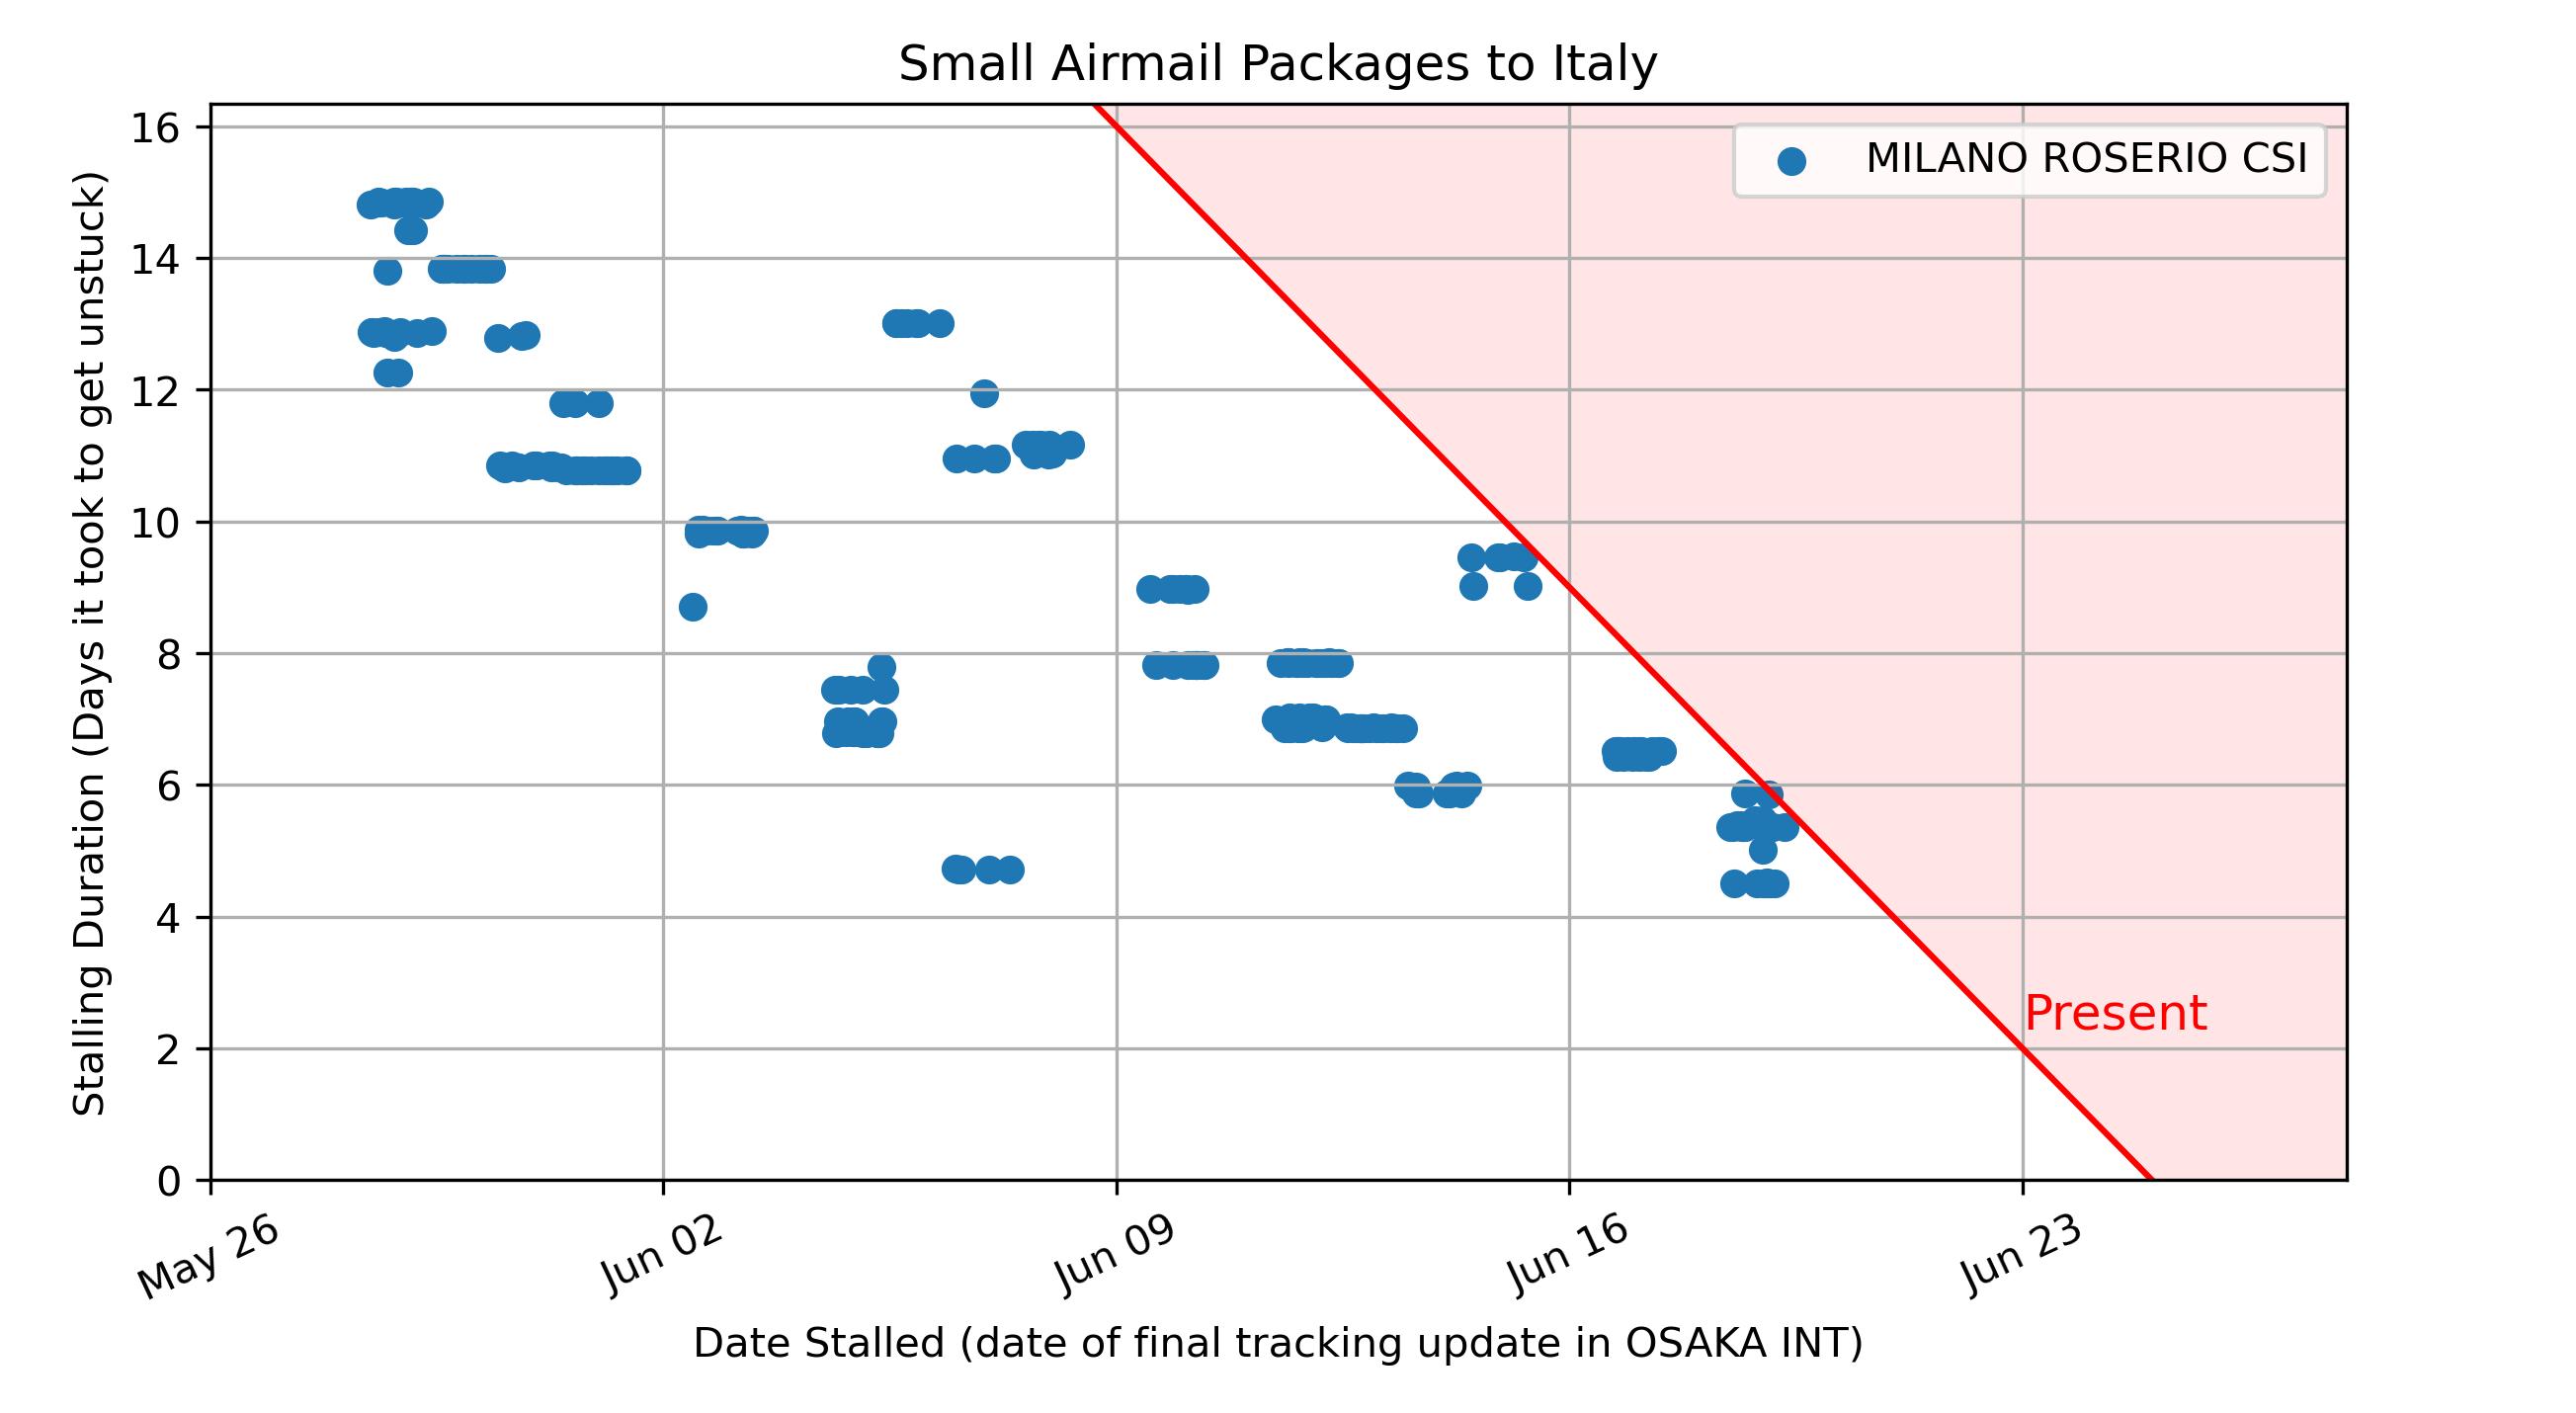 Small Airmail Packages to Italy
Stalling Duration (Days it took to get unstuck)
16
14
12
10
8
6
4
2
0
MILANO ROSERIO CSI
Present
May 26
Jun 02
Jun 09
Jun 16
Jun 23
Date Stalled (date of final tracking update in OSAKA INT)